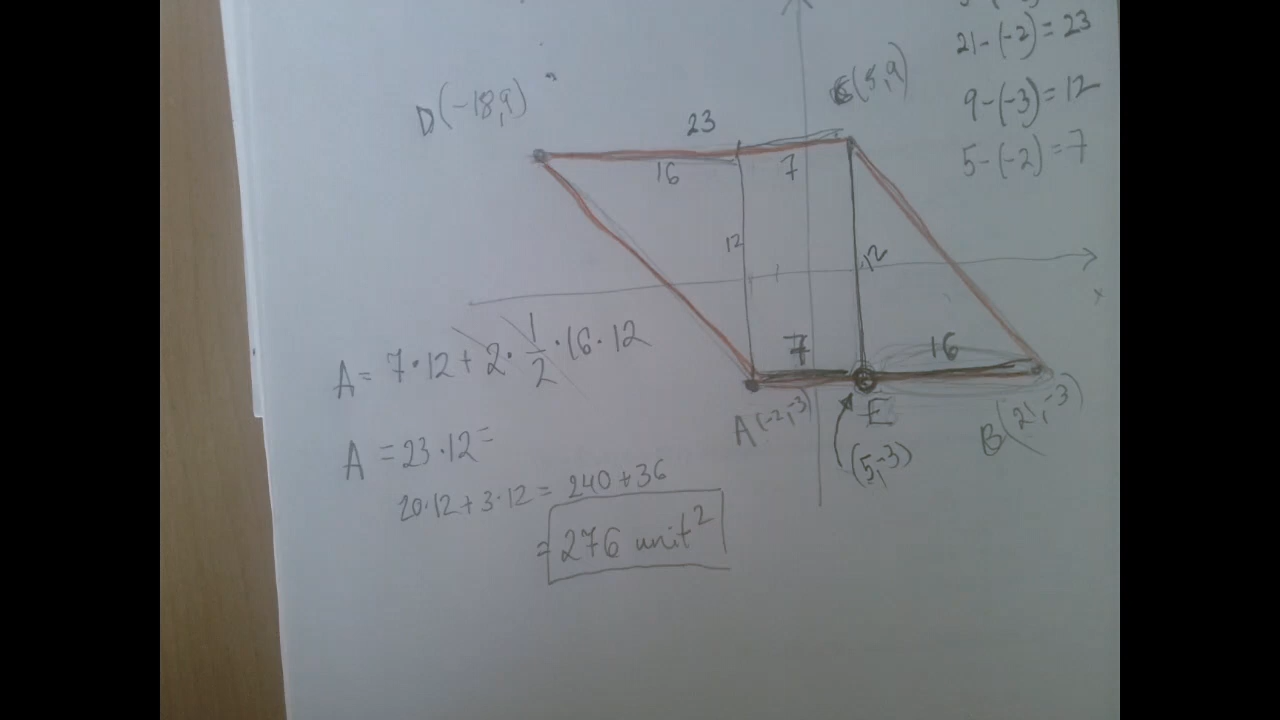 21-(-2)=23
D(-18,9)
C(5,9)
9-(-3)=12
23
5-(-2)=7
16
7
12
12
7
16
A=7·12+2·1/2·16·12
A(-2,-3)
E
B(21,-3)
(5,-3)
A=23·12=
20·12+3·12=240+36
=276 unit²
x